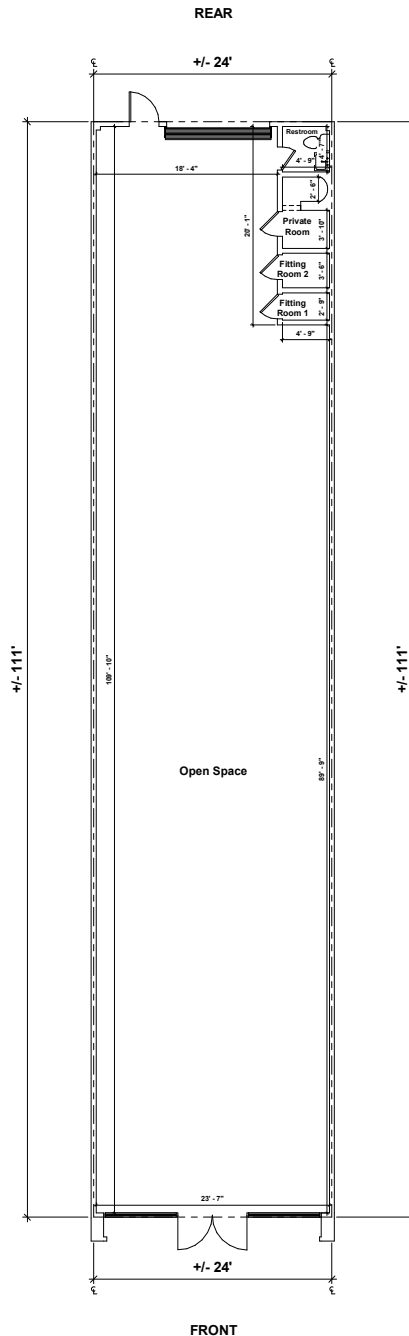 REAR
℄
+/- 24'
℄
Restroom
4' - 7"
4' - 9"
18' - 4"
2' - 6"
20' - 1"
Private
Room
3' - 10"
Fitting
Room 2
3' - 6"
Fitting
Room 1
2' - 9"
4' - 9"
+/- 111'
109' - 10"
+/- 111'
89' - 9"
Open Space
23' - 7"
+/- 24'
℄
℄
FRONT